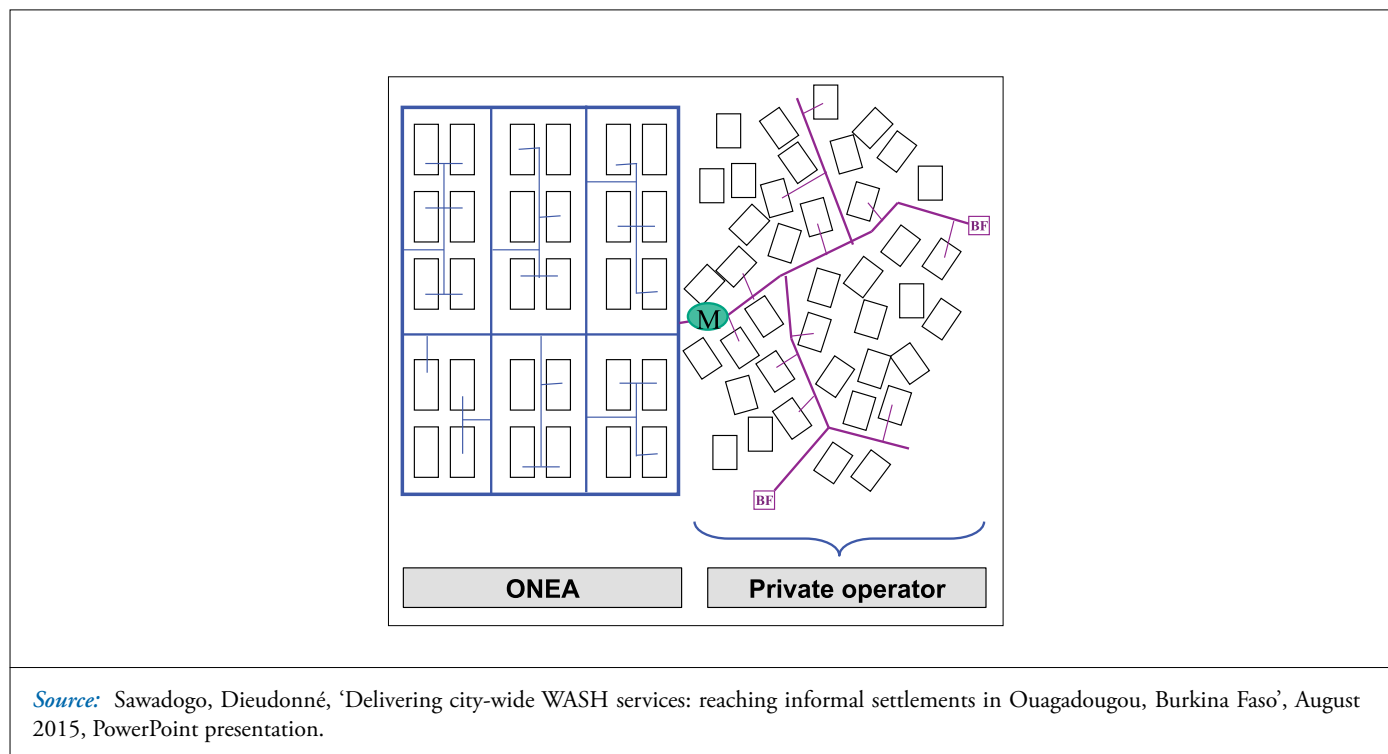 BF
M
BF
ONEA
Private operator
Source: Sawadogo, Dieudonné, ‘Delivering city-wide WASH services: reaching informal settlements in Ouagadougou, Burkina Faso’, August
2015, PowerPoint presentation.